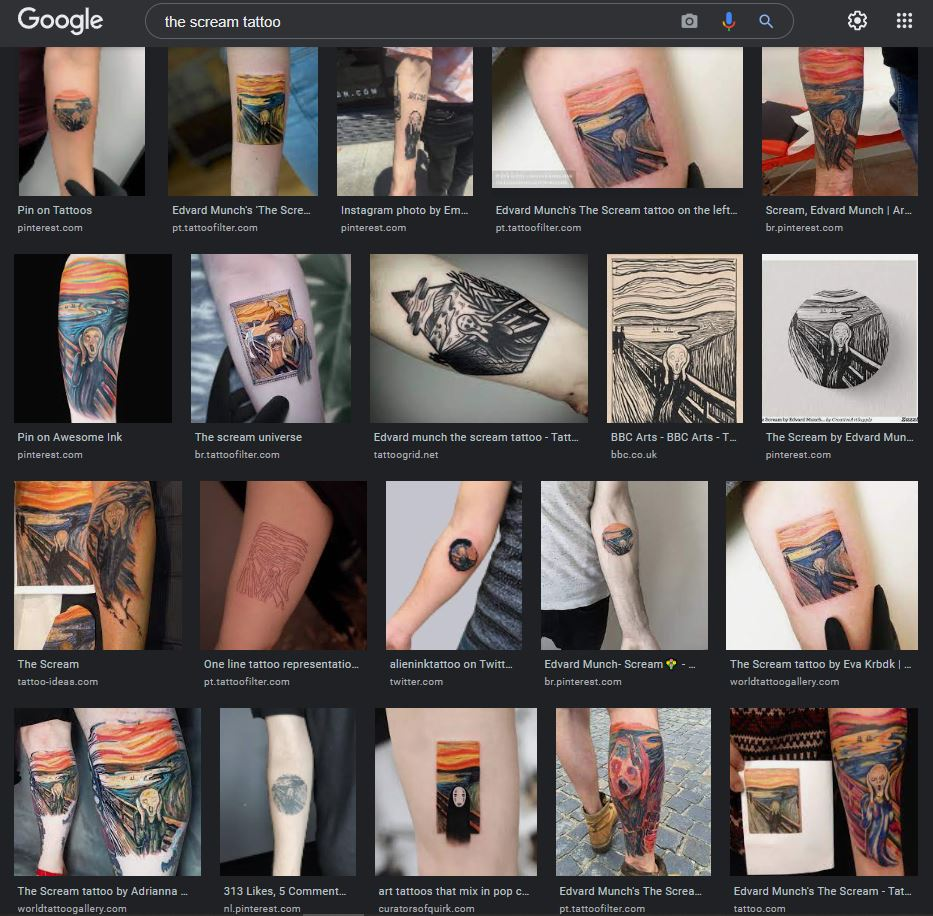 Google
the scream tattoo
Pin on Tattoos
pinterest.com
Edvard Munch's 'The Scre...
pt.tattoofilter.com
Instagram photo by Em...
pinterest.com
Edvard Munch's The Scream tattoo on the left...
pt.tattoofilter.com
Scream, Edvard Munch | Ar...
br.pinterest.com
Pin on Awesome Ink
pinterest.com
The scream universe
br.tattoofilter.com
Edvard munch the scream tattoo - Tatt...
tattoogrid.net
BBC Arts - BBC Arts - T...
bbc.co.uk
The Scream by Edvard Mun...
pinterest.com
The Scream
tattoo-ideas.com
One line tattoo representatio...
pt.tattoofilter.com
alieninktattoo on Twitt...
twitter.com
Edvard Munch- Scream 🌻 - ...
br.pinterest.com
The Scream tattoo by Eva Krbdk | ...
worldtattoogallery.com
The Scream tattoo by Adrianna ...
worldtattoogallery.com
313 Likes, 5 Comment...
nl.pinterest.com
art tattoos that mix in pop c...
curatorsofquirk.com
Edvard Munch's The Screa...
pt.tattoofilter.com
Edvard Munch's The Scream - Tat...
tattoo.com